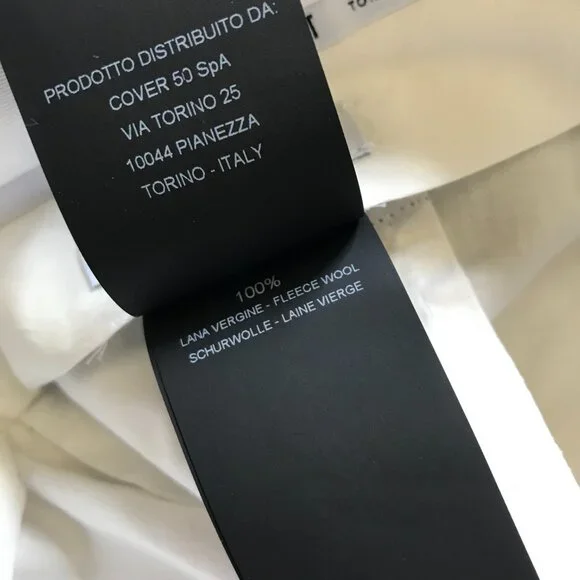 PRODOTTO DISTRIBUITO DA:
COVER 50 SpA
VIA TORINO 25
10044 PIANEZZA
TORINO - ITALY
100%
LANA VERGINE - FLEECE WOOL
SCHURWOLLE - LAINE VIERGE